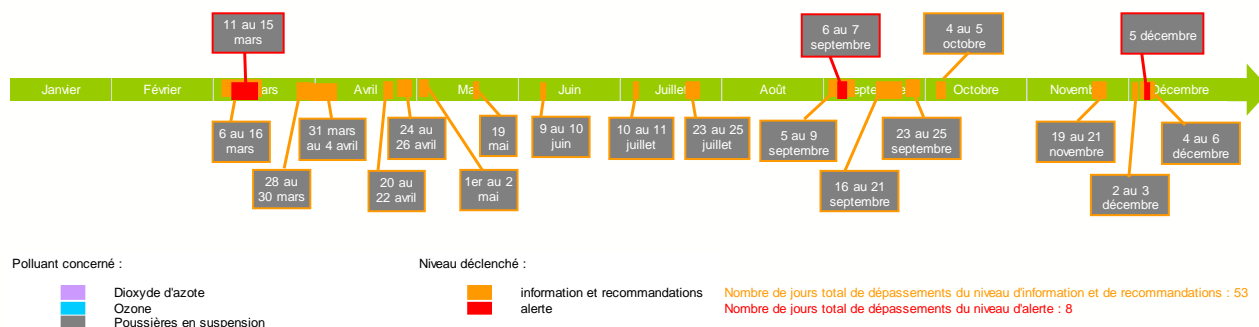 11 au 15
mars
6 au 7
septembre
4 au 5
octobre
5 décembre
Janvier
Février
Mars
Avril
Mai
Juin
Juillet
Août
Septembre
Octobre
Novembre
Décembre
6 au 16
mars
31 mars
au 4 avril
24 au
26 avril
19
mai
9 au 10
juin
10 au 11
juillet
23 au 25
juillet
5 au 9
septembre
23 au 25
septembre
19 au 21
novembre
4 au 6
décembre
28 au
30 mars
20 au
22 avril
1er au 2
mai
16 au 21
septembre
2 au 3
décembre
Polluant concerné :
Dioxyde d'azote
Ozone
Poussières en suspension
Niveau déclenché :
information et recommandations
alerte
Nombre de jours total de dépassements du niveau d'information et de recommandations : 53
Nombre de jours total de dépassements du niveau d'alerte : 8